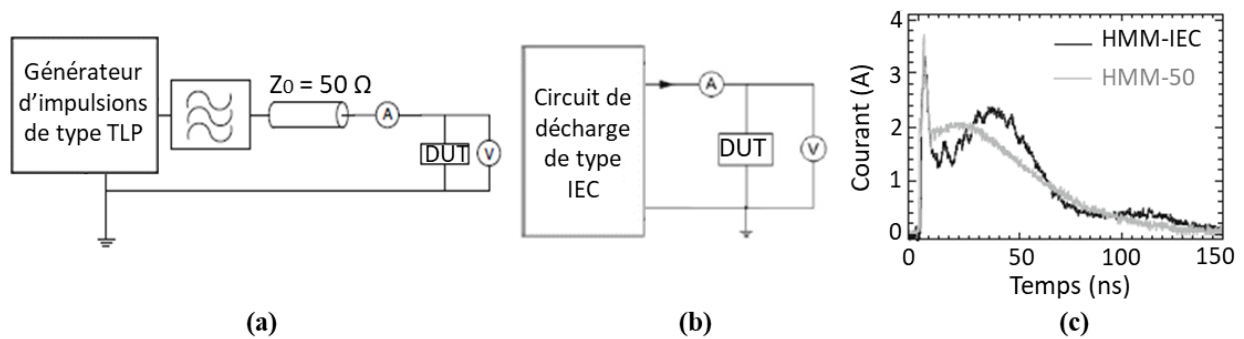 Générateur
d'impulsions
de type TLP
Z0 = 50 Ω
A
DUT
V
(a)
Circuit de
décharge
de type
IEC
A
DUT
V
(b)
4
3
2
1
0
Courant (A)
HMM-IEC
HMM-50
0 50 100 150
Temps (ns)
(c)